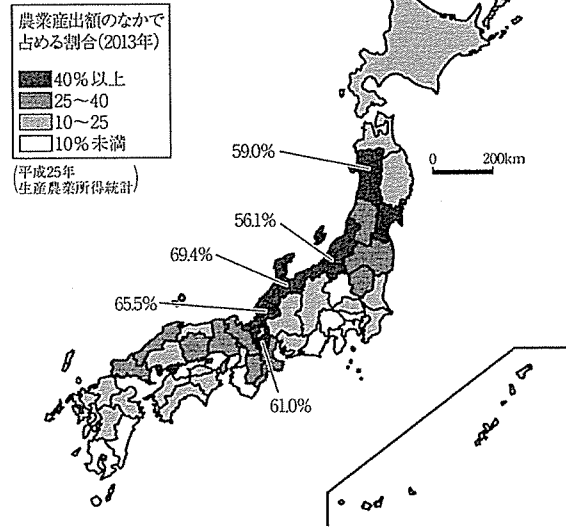 農業産出額のなかで
占める割合(2013年)
40%以上
25～40
10～25
10%未満
(平成25年
生産農業所得統計)
59.0%
0 200km
56.1%
69.4%
65.5%
61.0%